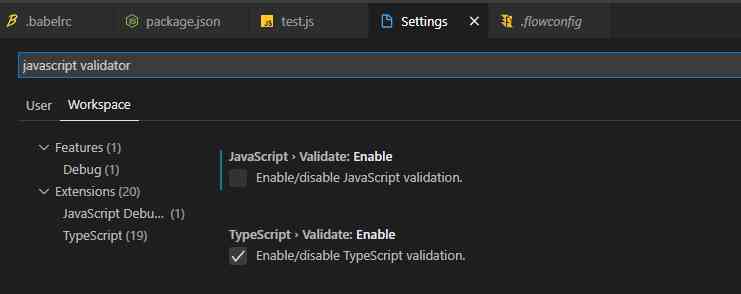 .babelrc package.json test.js Settings .flowconfig
javascript validator
User Workspace
Features (1)
Debug (1)
Extensions (20)
JavaScript Debu... (1)
TypeScript (19)
JavaScript › Validate: Enable
Enable/disable JavaScript validation.
TypeScript › Validate: Enable
Enable/disable TypeScript validation.